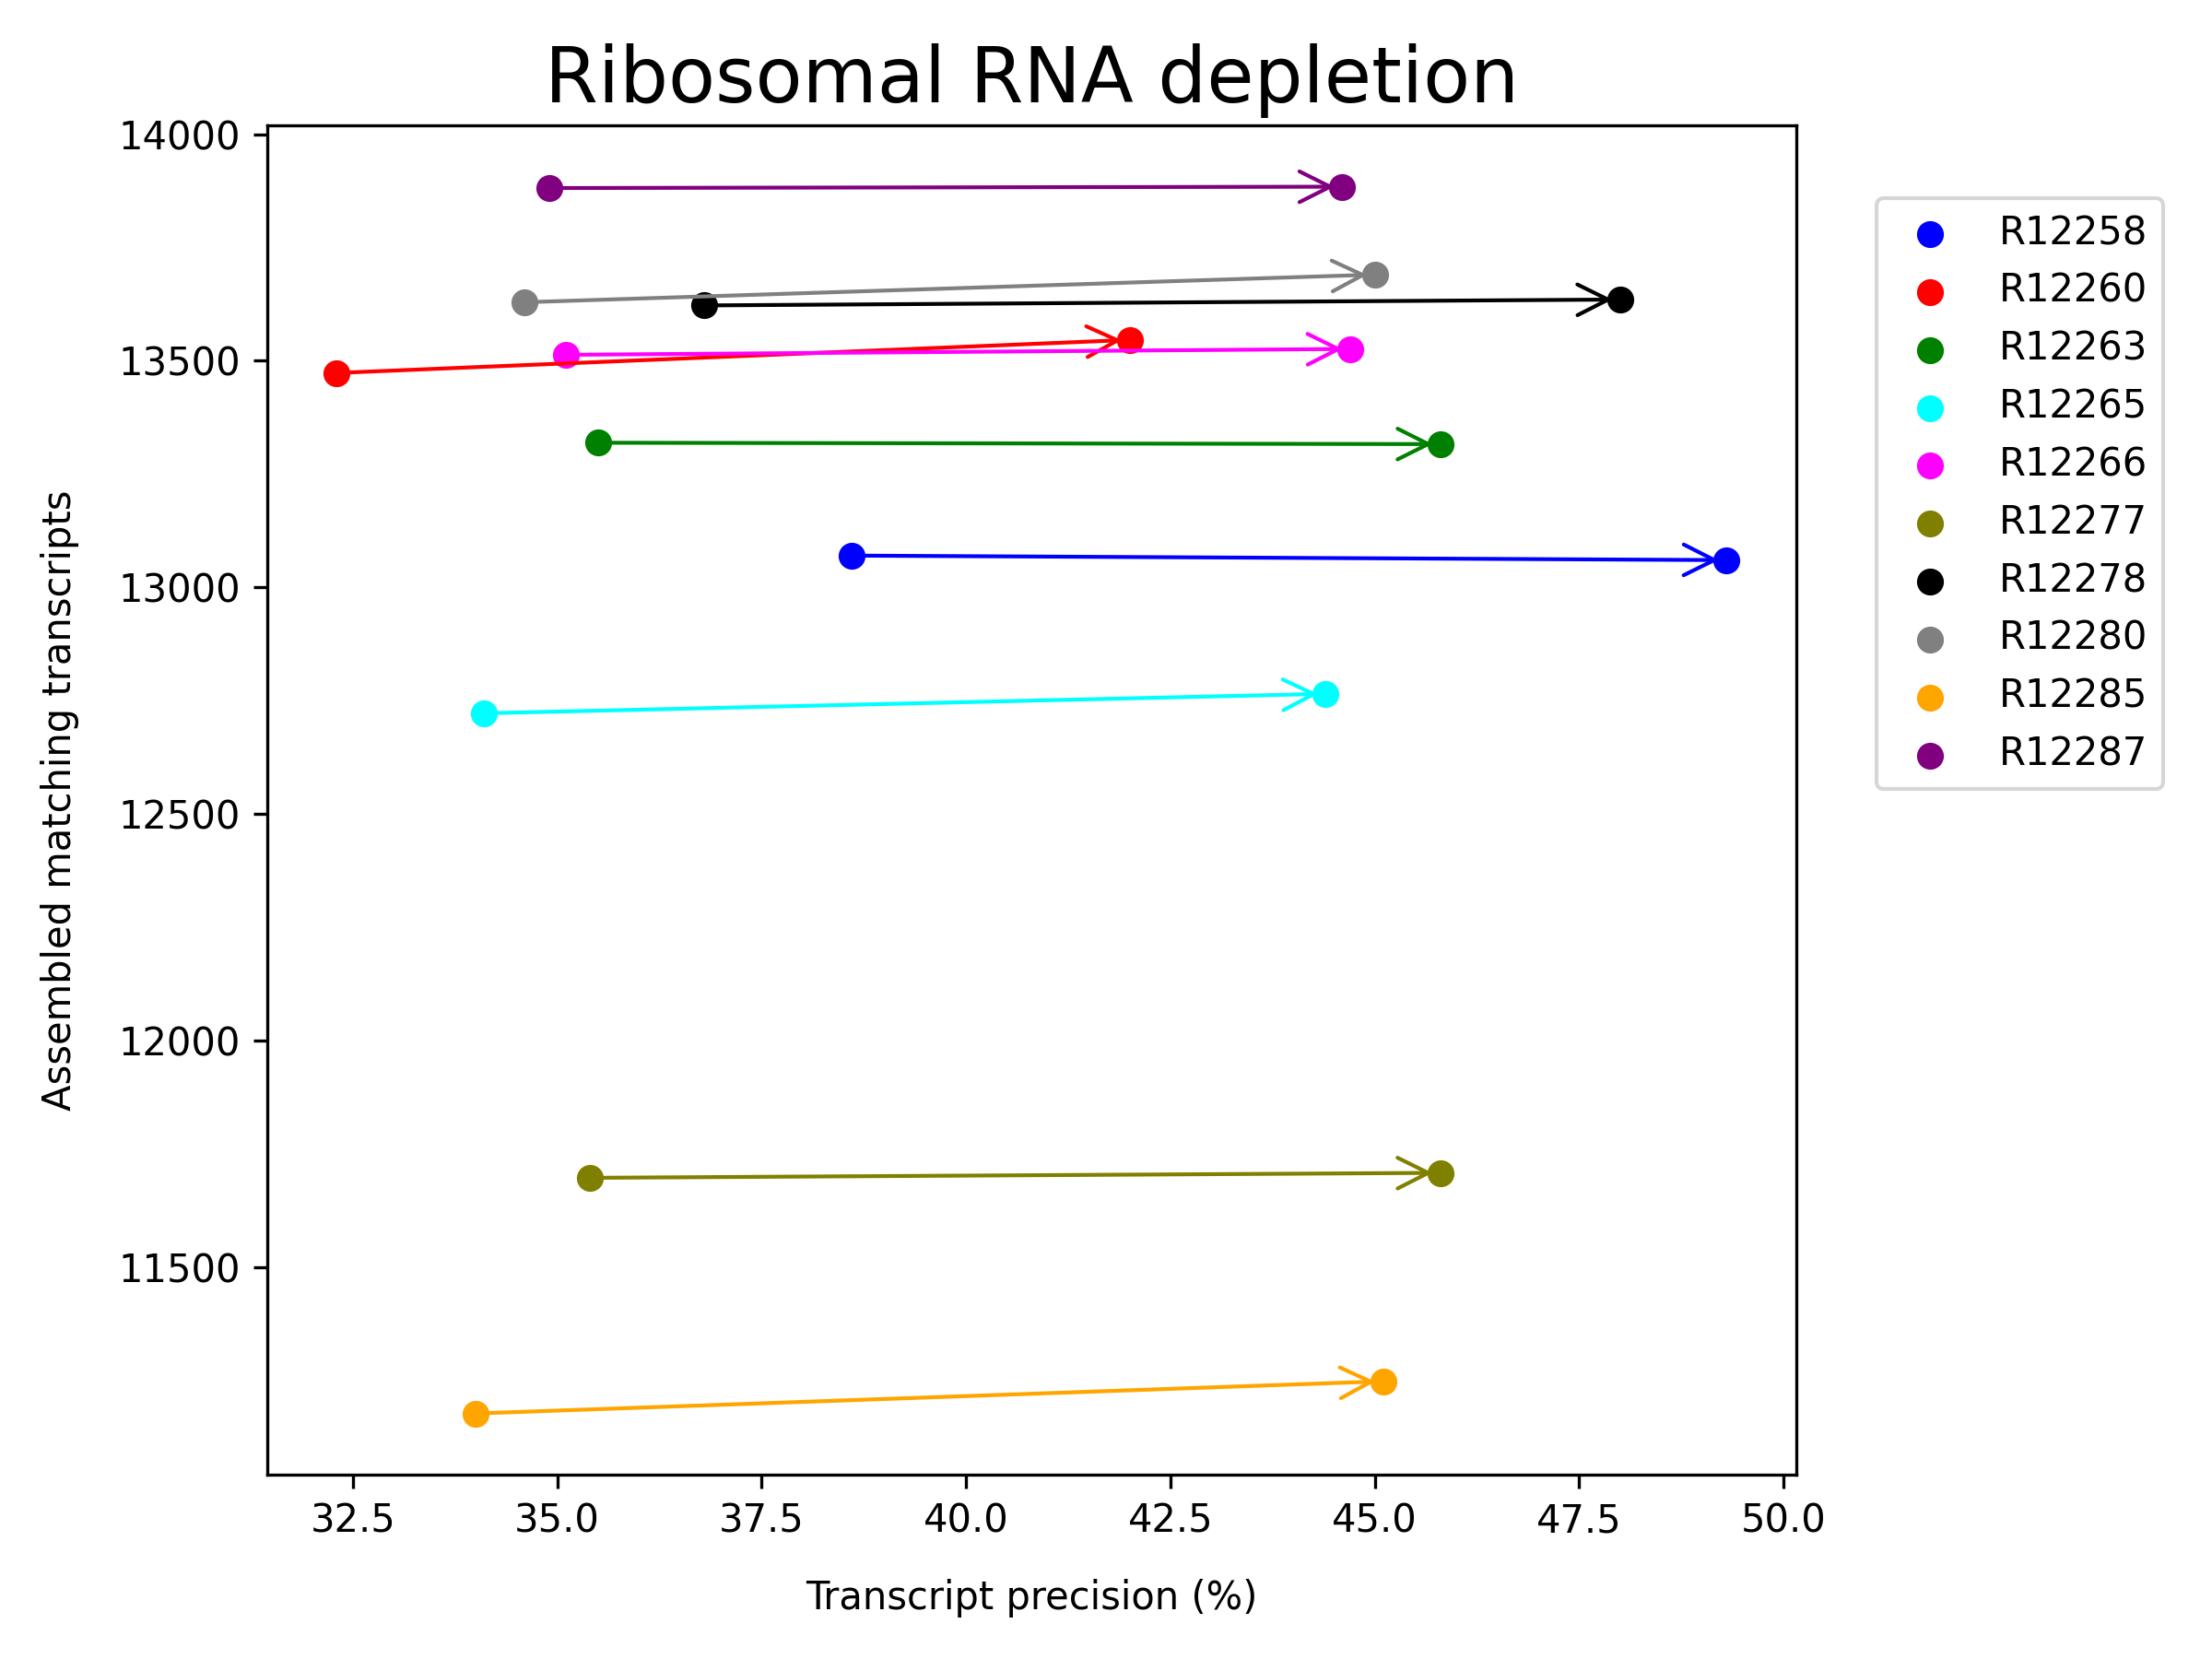 Ribosomal RNA depletion
Assembled matching transcripts
14000
13500
13000
12500
12000
11500
32.5 35.0 37.5 40.0 42.5 45.0 47.5 50.0
Transcript precision (%)
R12258
R12260
R12263
R12265
R12266
R12277
R12278
R12280
R12285
R12287